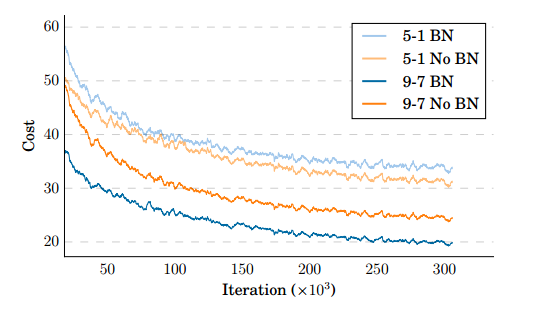 60
50
40
30
20
Cost
50 100 150 200 250 300
Iteration (×10³)
5-1 BN
5-1 No BN
9-7 BN
9-7 No BN